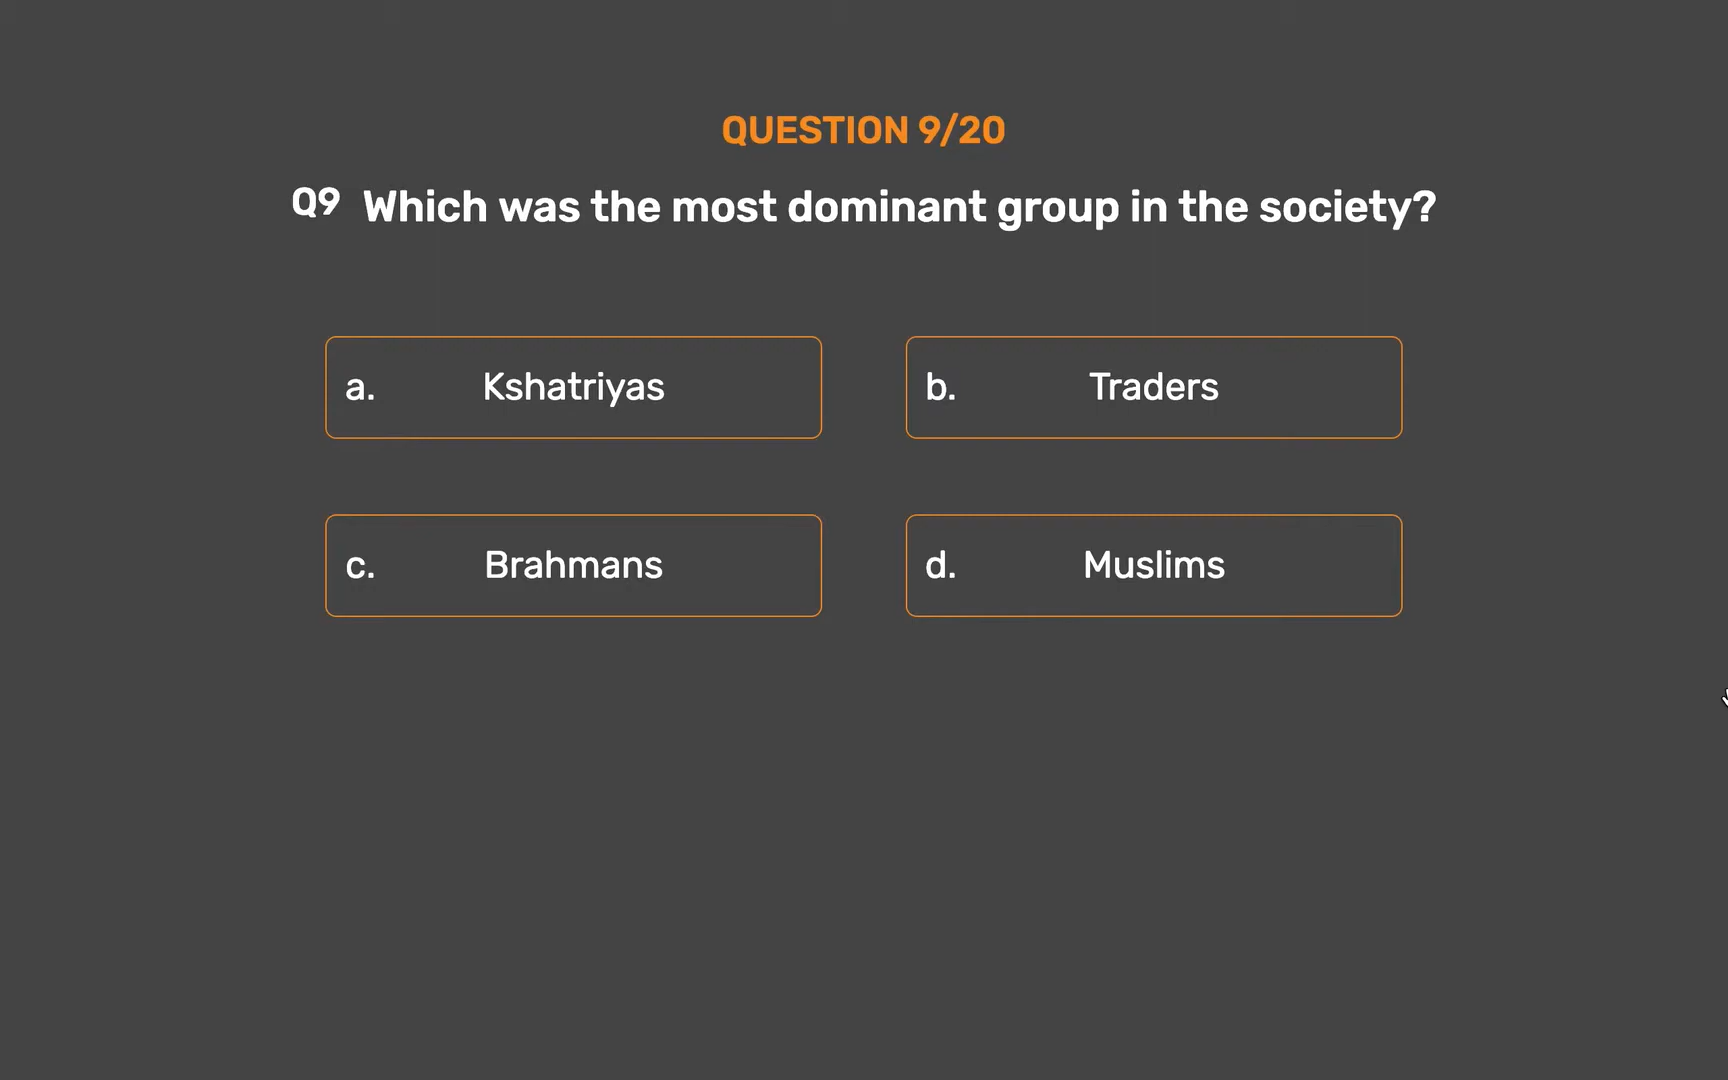 QUESTION 9/20
Q9 Which was the most dominant group in the society?
a. Kshatriyas
b. Traders
c. Brahmans
d. Muslims